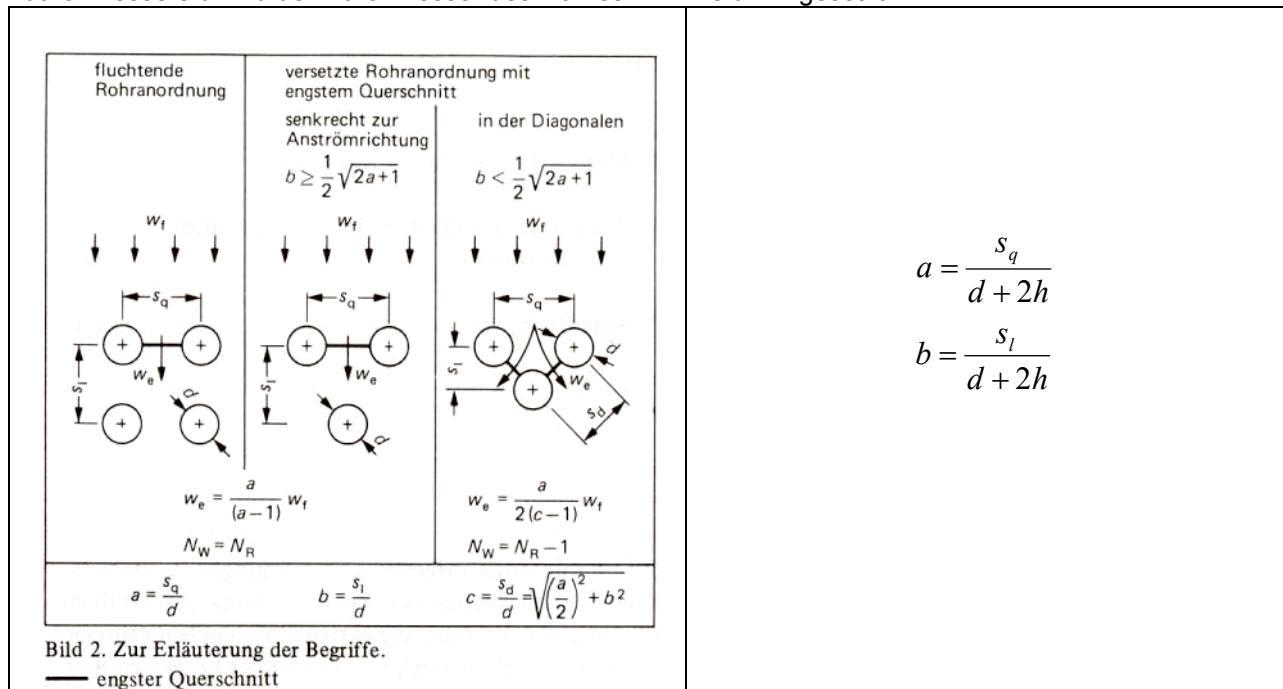 fluchtende
Rohranordnung
versetzte Rohranordnung mit
engstem Querschnitt
senkrecht zur
Anströmrichtung
in der Diagonalen
b ≥ 1/2 √(2a+1)
b < 1/2 √(2a+1)
w_f
w_f
w_f
s_q
s_q
s_q
s_l
w_e
d
s_l
w_e
d
s_l
w_e
d
s_d
w_e = a/(a−1) w_f
w_e = a/(2(c−1)) w_f
N_W = N_R
N_W = N_R − 1
a = s_q/d
b = s_l/d
c = s_d/d = √((a/2)² + b²)
Bild 2. Zur Erläuterung der Begriffe.
engster Querschnitt
a = s_q/(d + 2h)
b = s_l/(d + 2h)